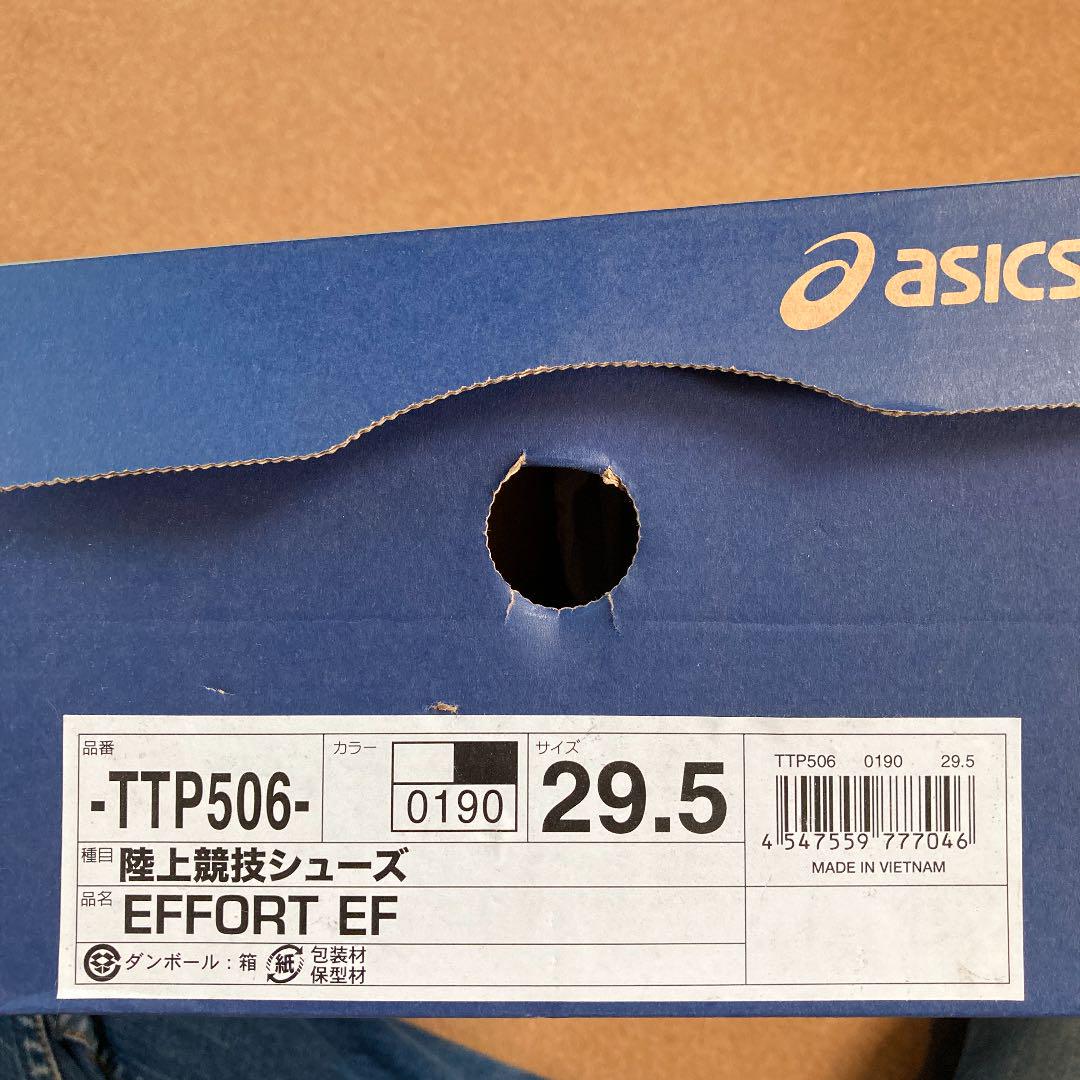 asics
品番
-TTP506-
カラー
0190
サイズ
29.5
TTP506 0190 29.5
4 547559 777046
MADE IN VIETNAM
種目 陸上競技シューズ
品名 EFFORT EF
ダンボール：箱 紙 包装材
保型材